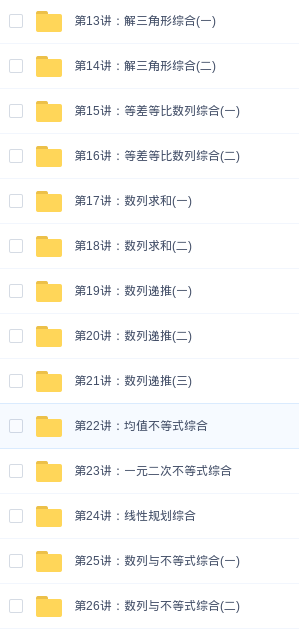 第13讲：解三角形综合(一)
第14讲：解三角形综合(二)
第15讲：等差等比数列综合(一)
第16讲：等差等比数列综合(二)
第17讲：数列求和(一)
第18讲：数列求和(二)
第19讲：数列递推(一)
第20讲：数列递推(二)
第21讲：数列递推(三)
第22讲：均值不等式综合
第23讲：一元二次不等式综合
第24讲：线性规划综合
第25讲：数列与不等式综合(一)
第26讲：数列与不等式综合(二)